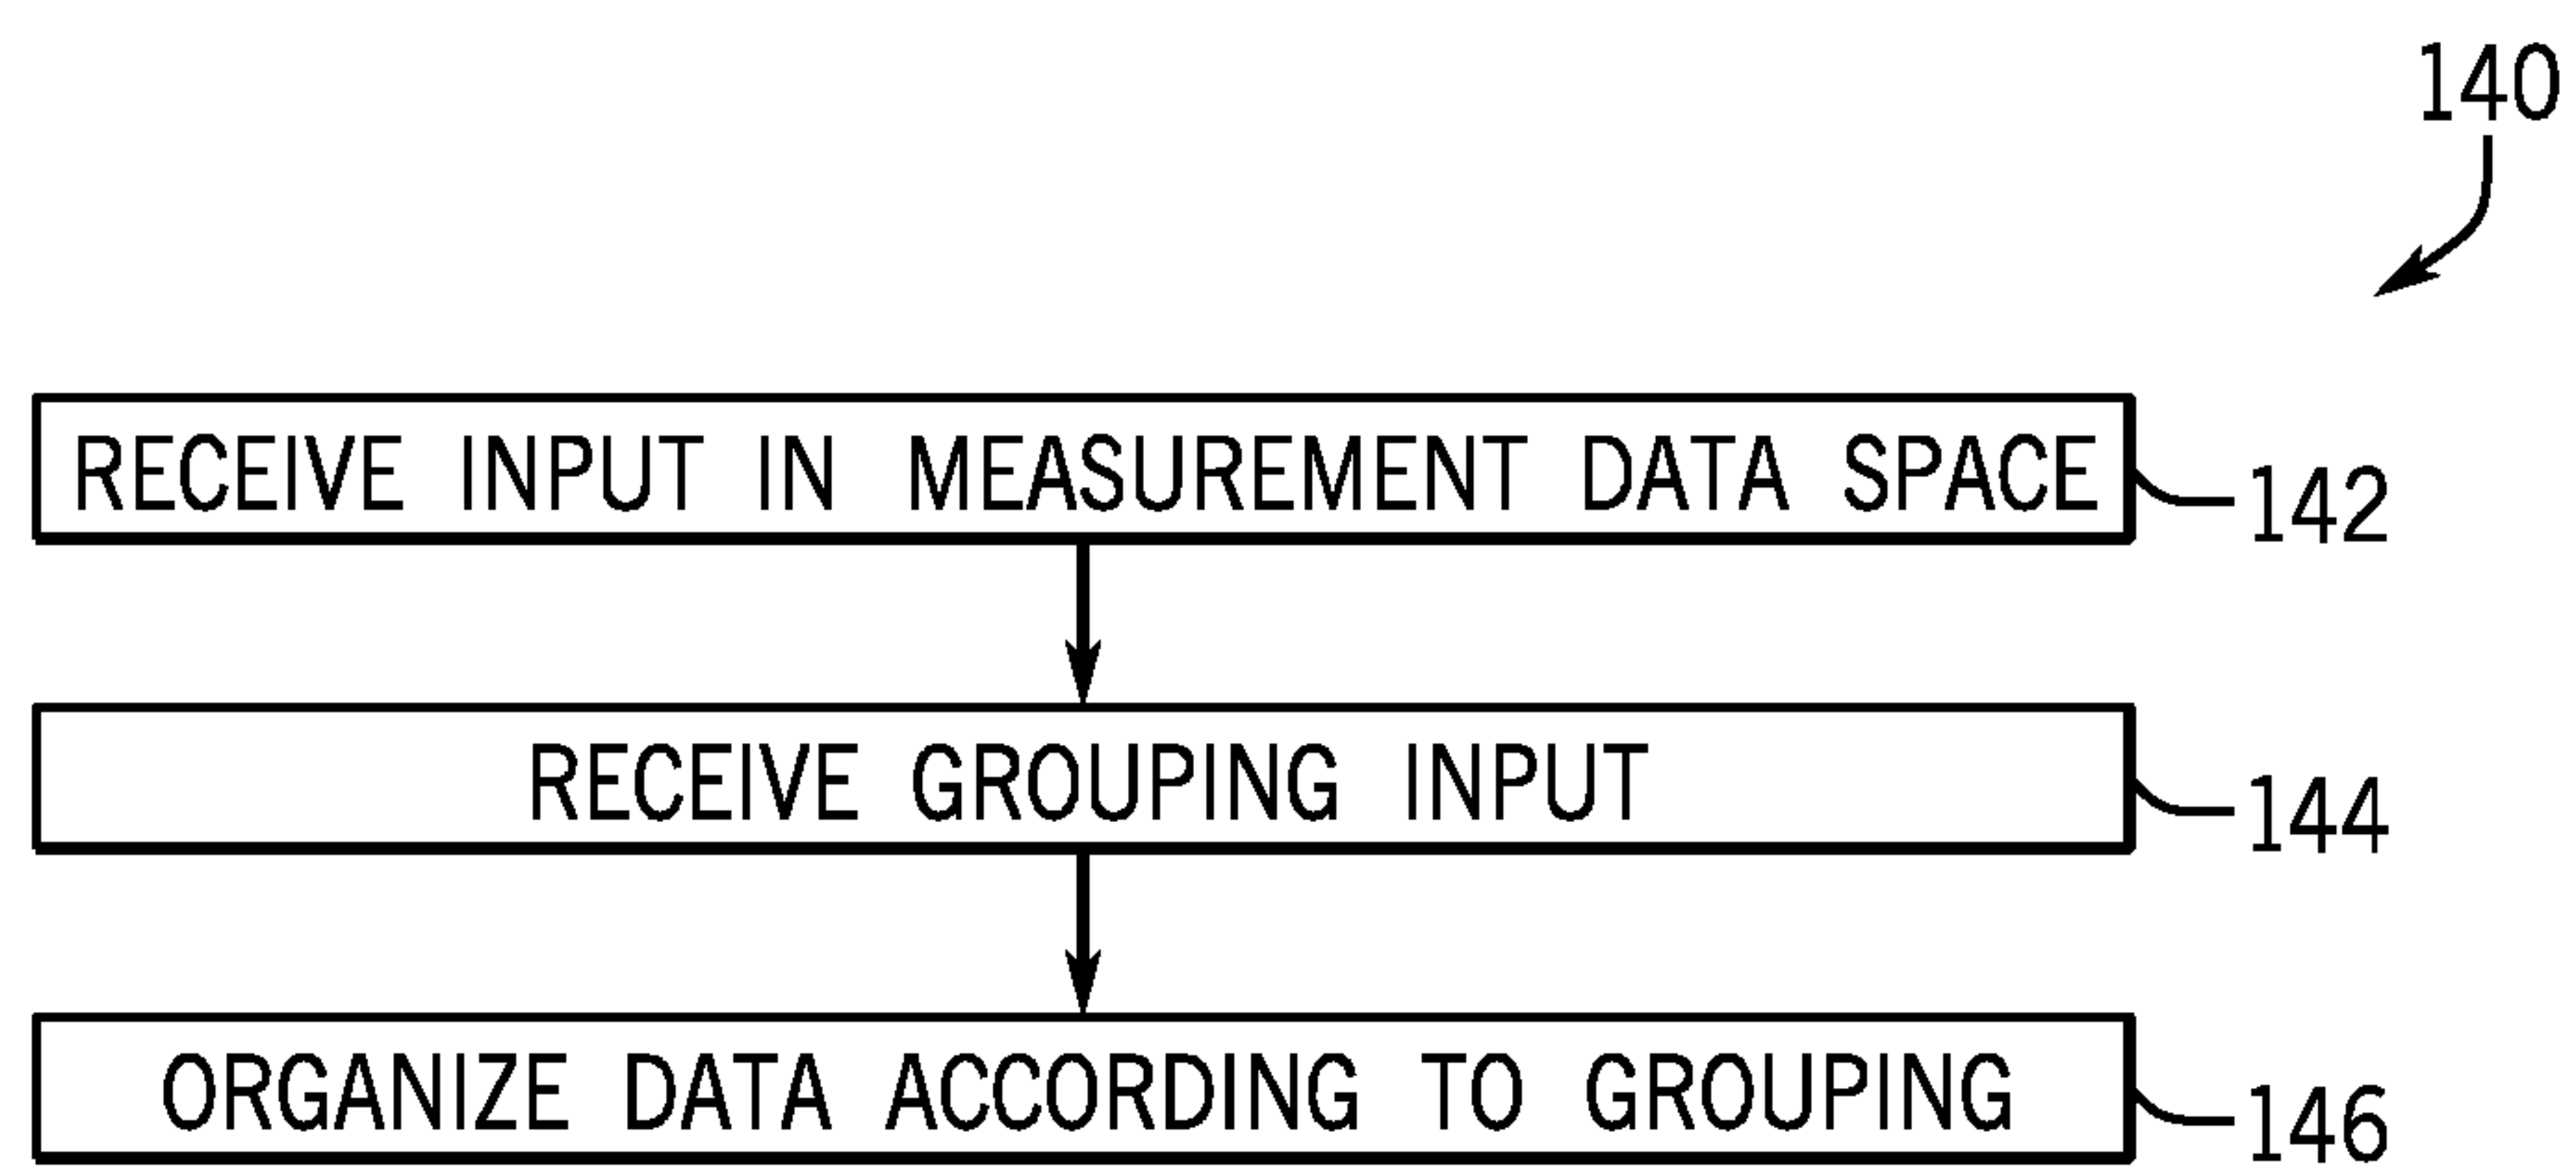 140
RECEIVE INPUT IN MEASUREMENT DATA SPACE
142
RECEIVE GROUPING INPUT
144
ORGANIZE DATA ACCORDING TO GROUPING
146